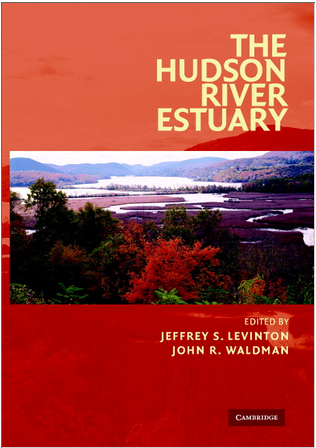 THE
HUDSON
RIVER
ESTUARY
EDITED BY
JEFFREY S. LEVINTON
JOHN R. WALDMAN
CAMBRIDGE